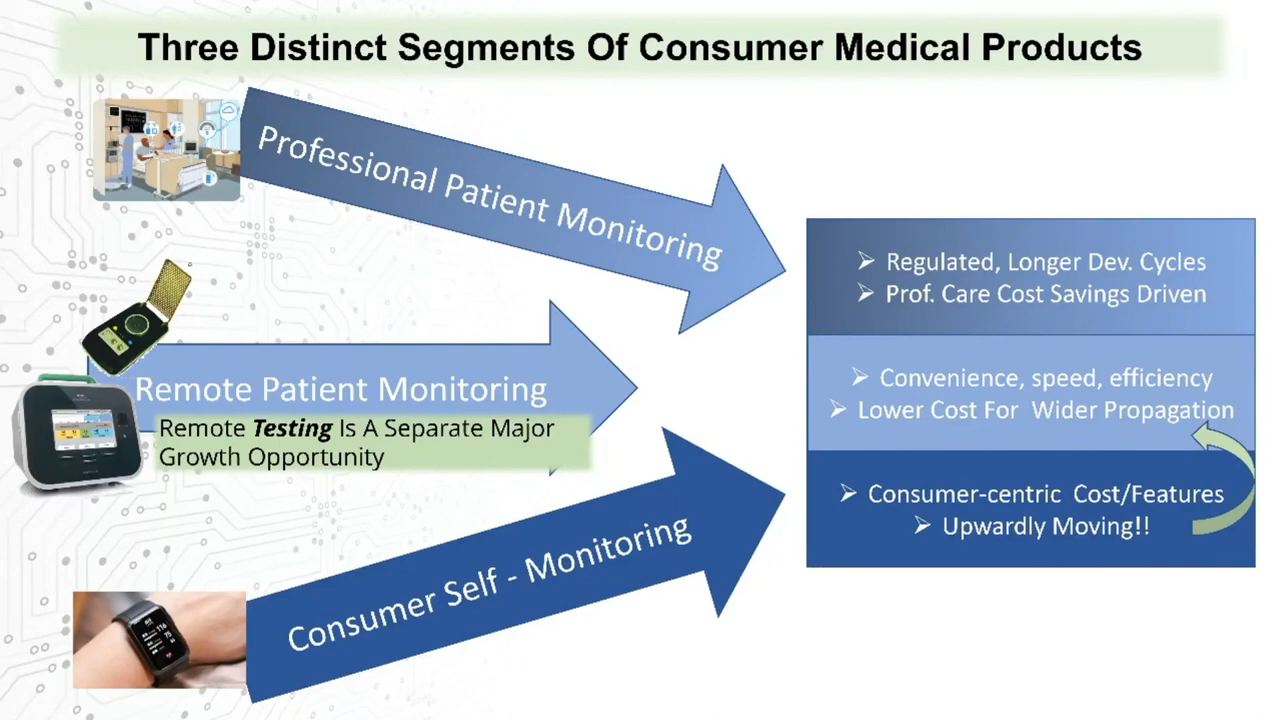 Three Distinct Segments Of Consumer Medical Products
Professional Patient Monitoring
Remote Patient Monitoring
Remote Testing Is A Separate Major
Growth Opportunity
Consumer Self - Monitoring
Regulated, Longer Dev. Cycles
Prof. Care Cost Savings Driven
Convenience, speed, efficiency
Lower Cost For Wider Propagation
Consumer-centric Cost/Features
Upwardly Moving!!
116
75